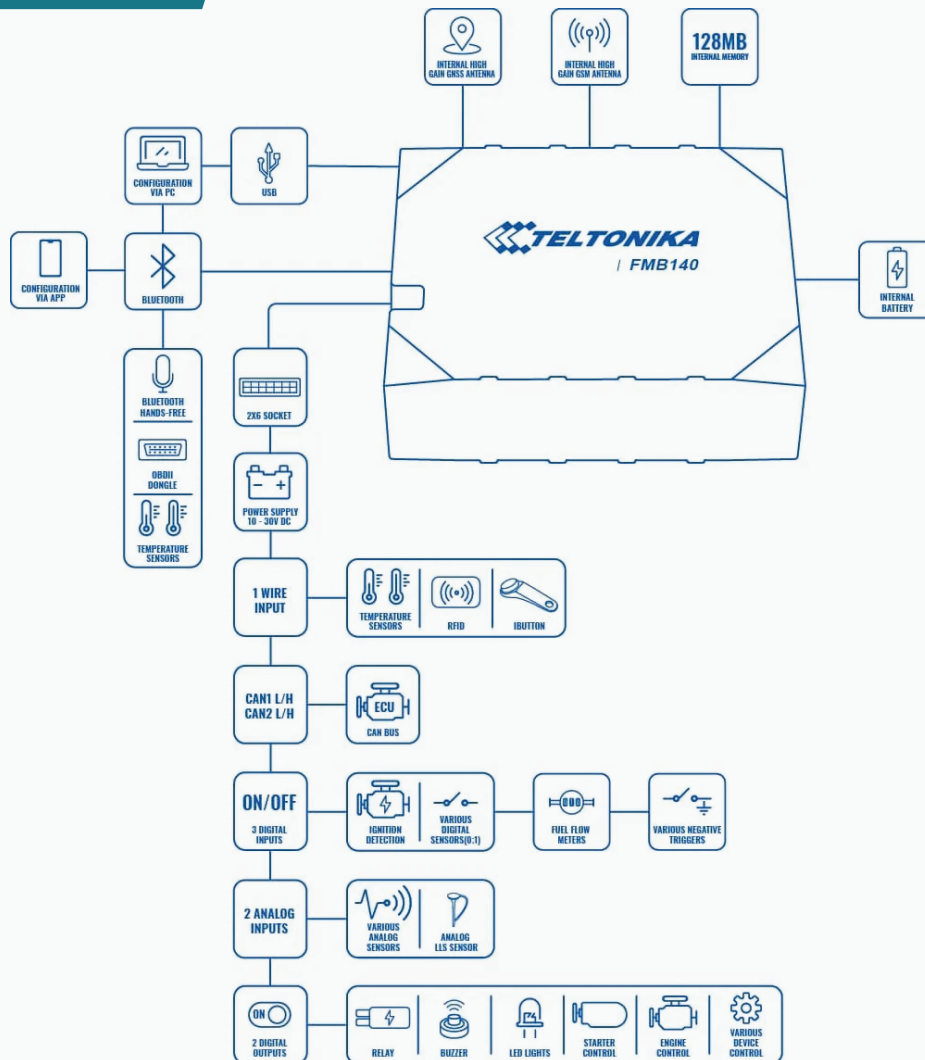 INTERNAL HIGH
GAIN GNSS ANTENNA
INTERNAL HIGH
GAIN GSM ANTENNA
128MB
INTERNAL MEMORY
CONFIGURATION
VIA PC
USB
TELTONIKA
| FMB140
CONFIGURATION
VIA APP
BLUETOOTH
INTERNAL
BATTERY
BLUETOOTH
HANDS-FREE
OBDII
DONGLE
TEMPERATURE
SENSORS
2X6 SOCKET
POWER SUPPLY
10 - 30V DC
1 WIRE
INPUT
TEMPERATURE
SENSORS
RFID
IBUTTON
CAN1 L/H
CAN2 L/H
ECU
CAN BUS
ON/OFF
3 DIGITAL
INPUTS
IGNITION
DETECTION
VARIOUS
DIGITAL
SENSORS(0;1)
FUEL FLOW
METERS
VARIOUS NEGATIVE
TRIGGERS
2 ANALOG
INPUTS
VARIOUS
ANALOG
SENSORS
ANALOG
LLS SENSOR
ON
2 DIGITAL
OUTPUTS
RELAY
BUZZER
LED LIGHTS
STARTER
CONTROL
ENGINE
CONTROL
VARIOUS
DEVICE
CONTROL